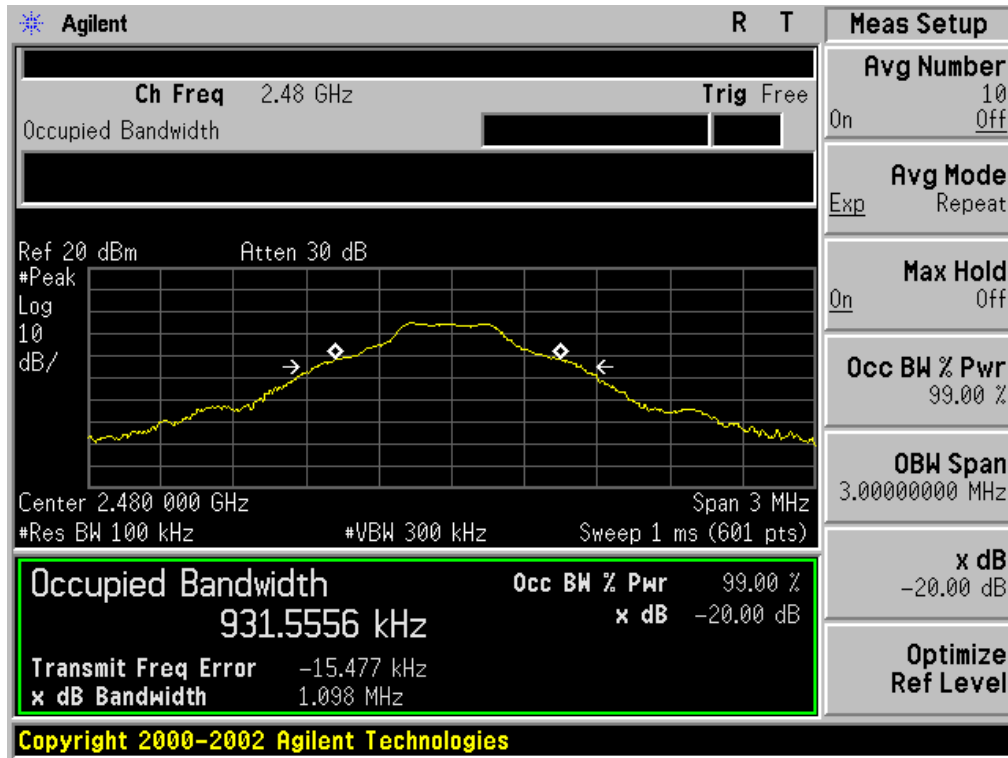 Agilent R T
Ch Freq 2.48 GHz Trig Free
Occupied Bandwidth
Ref 20 dBm Atten 30 dB
#Peak
Log
10
dB/
Center 2.480 000 GHz Span 3 MHz
#Res BW 100 kHz #VBW 300 kHz Sweep 1 ms (601 pts)
Occupied Bandwidth Occ BW % Pwr 99.00 %
931.5556 kHz x dB -20.00 dB
Transmit Freq Error -15.477 kHz
x dB Bandwidth 1.098 MHz
Copyright 2000-2002 Agilent Technologies
Meas Setup
Avg Number
10
On Off
Avg Mode
Exp Repeat
Max Hold
On Off
Occ BW % Pwr
99.00 %
OBW Span
3.00000000 MHz
x dB
-20.00 dB
Optimize
Ref Level